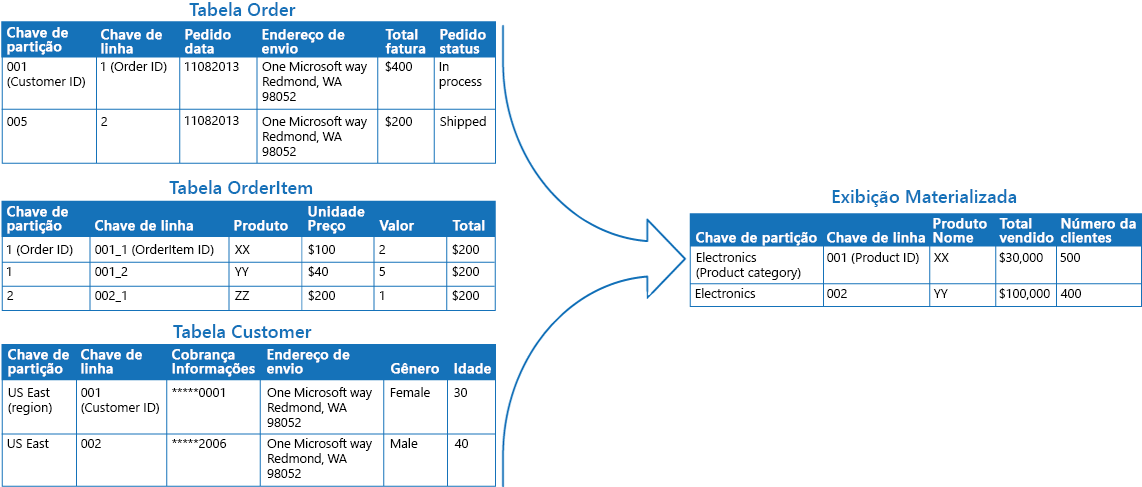 Tabela Order
Chave de partição Chave de linha Pedido data Endereço de envio Total fatura Pedido status
001 (Customer ID) 1 (Order ID) 11082013 One Microsoft way Redmond, WA 98052 $400 In process
005 2 11082013 One Microsoft way Redmond, WA 98052 $200 Shipped
Tabela OrderItem
Chave de partição Chave de linha Produto Unidade Preço Valor Total
1 (Order ID) 001_1 (OrderItem ID) XX $100 2 $200
1 001_2 YY $40 5 $200
2 002_1 ZZ $200 1 $200
Tabela Customer
Chave de partição Chave de linha Cobrança Informações Endereço de envio Gênero Idade
US East (region) 001 (Customer ID) *****0001 One Microsoft way Redmond, WA 98052 Female 30
US East 002 *****2006 One Microsoft way Redmond, WA 98052 Male 40
Exibição Materializada
Chave de partição Chave de linha Produto Nome Total vendido Número da clientes
Electronics (Product category) 001 (Product ID) XX $30,000 500
Electronics 002 YY $100,000 400